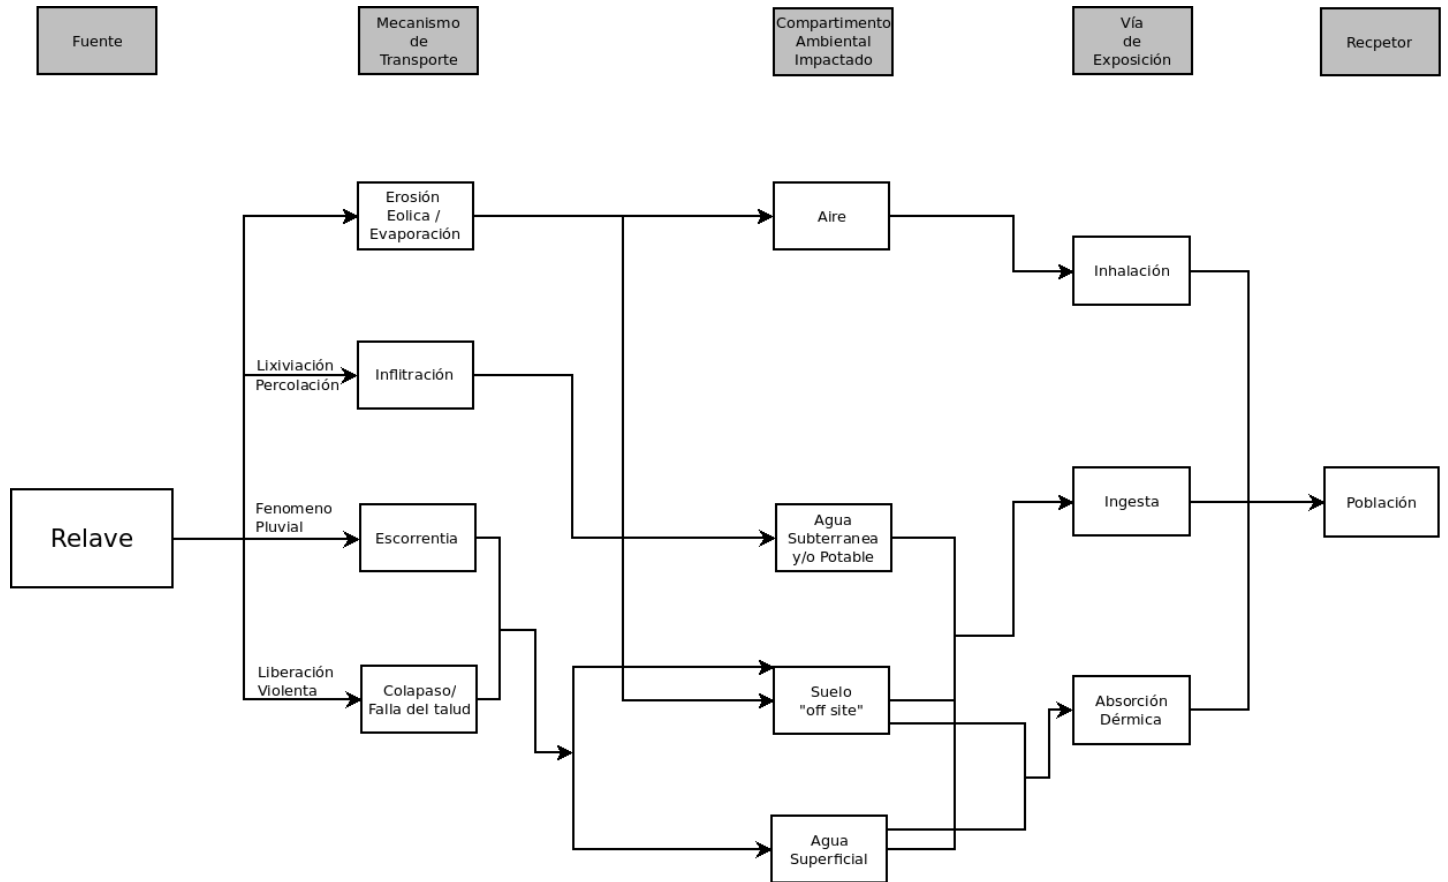 Fuente
Mecanismo
de
Transporte
Compartimento
Ambiental
Impactado
Vía
de
Exposición
Recpetor
Erosión
Eolica /
Evaporación
Aire
Inhalación
Lixiviación
Percolación
Inflitración
Relave
Fenomeno
Pluvial
Escorrentia
Agua
Subterranea
y/o Potable
Ingesta
Población
Liberación
Violenta
Colapaso/
Falla del talud
Suelo
"off site"
Absorción
Dérmica
Agua
Superficial